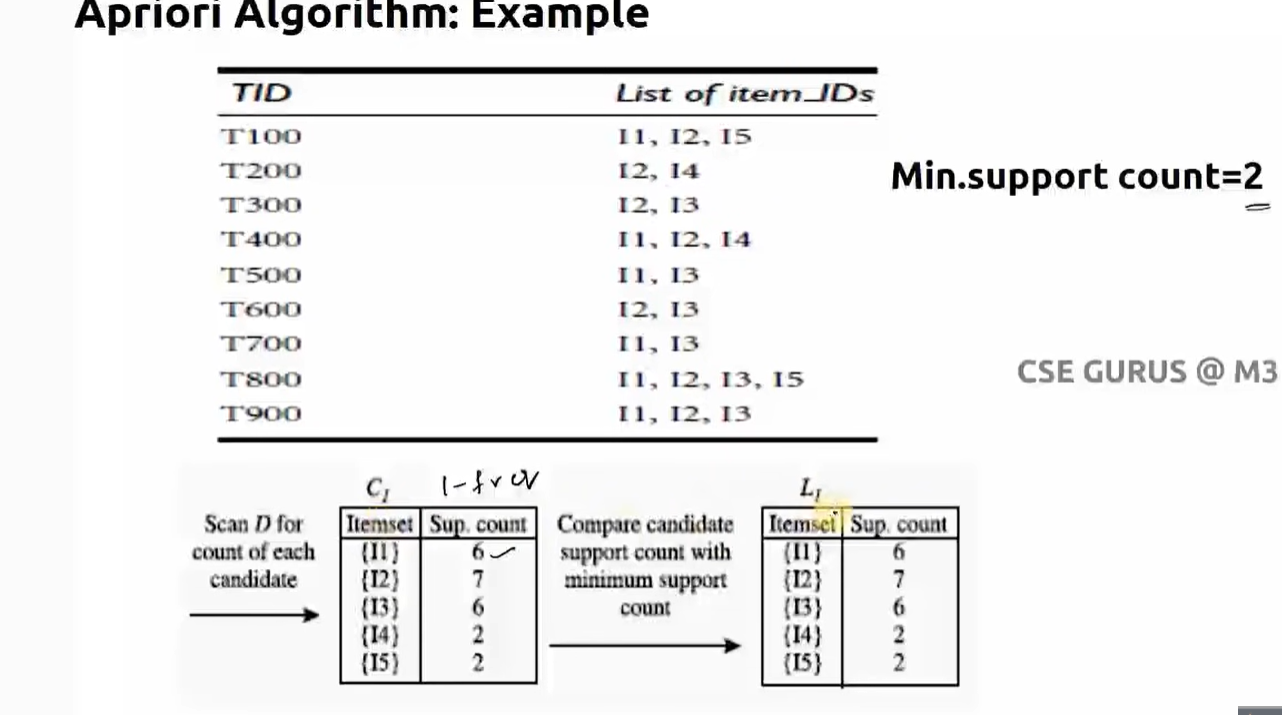 Apriori Algorithm: Example
TID List of item_IDs
T100 I1, I2, I5
T200 I2, I4
T300 I2, I3
T400 I1, I2, I4
T500 I1, I3
T600 I2, I3
T700 I1, I3
T800 I1, I2, I3, I5
T900 I1, I2, I3
Min.support count=2
CSE GURUS @ M3
Scan D for
count of each
candidate
C1 1-frqv
Itemset Sup. count
{I1} 6
{I2} 7
{I3} 6
{I4} 2
{I5} 2
Compare candidate
support count with
minimum support
count
L1
Itemset Sup. count
{I1} 6
{I2} 7
{I3} 6
{I4} 2
{I5} 2